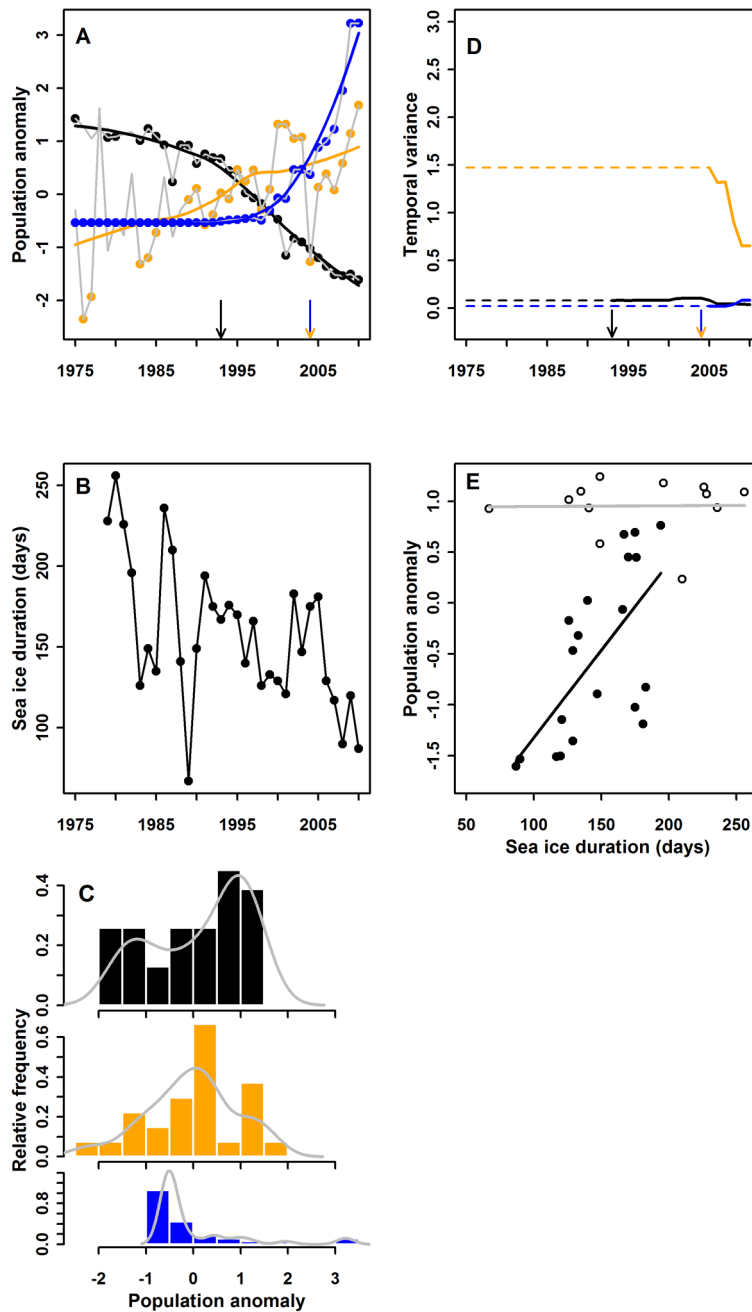 A
Population anomaly
3
2
1
0
-1
-2
1975 1985 1995 2005
D
Temporal variance
3.0
2.5
2.0
1.5
1.0
0.5
0.0
1975 1985 1995 2005
B
Sea ice duration (days)
250
200
150
100
1975 1985 1995 2005
E
Population anomaly
1.0
0.5
0.0
-0.5
-1.5
50 100 150 200 250
Sea ice duration (days)
C
Relative frequency
0.4
0.2
0.0
0.6
0.4
0.2
0.0
0.8
0.4
0.0
-2 -1 0 1 2 3
Population anomaly